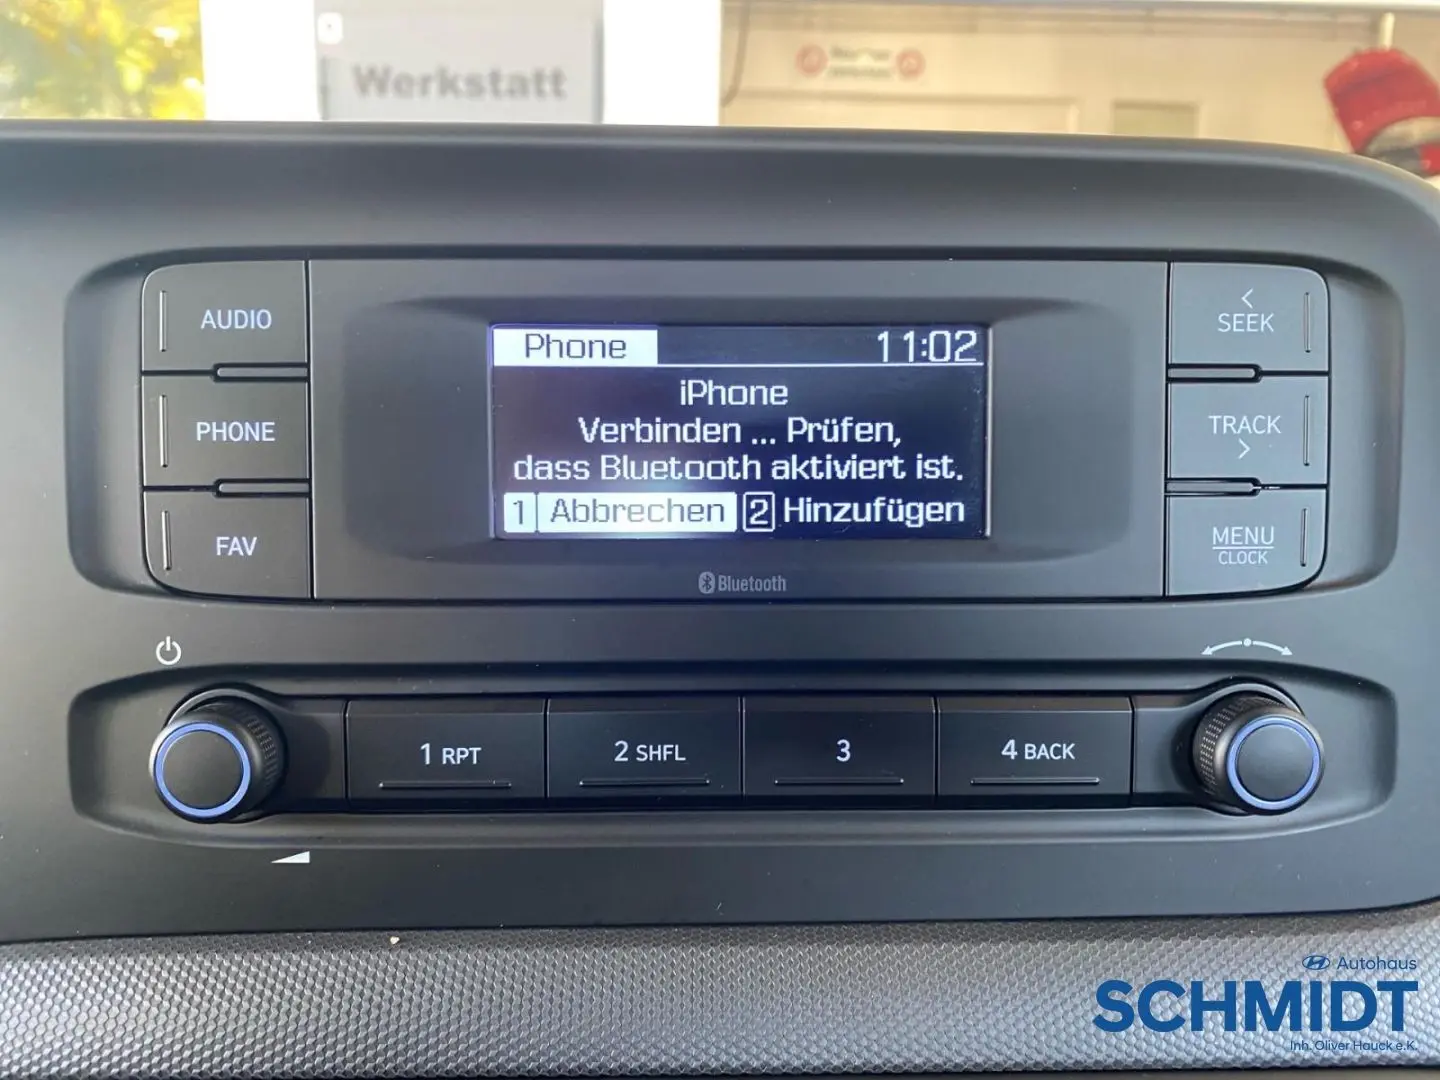 Werkstatt
AUDIO
PHONE
FAV
Phone 11:02
iPhone
Verbinden ... Prüfen,
dass Bluetooth aktiviert ist.
1 Abbrechen 2 Hinzufügen
Bluetooth
SEEK
TRACK
MENU
CLOCK
1 RPT
2 SHFL
3
4 BACK
Autohaus
SCHMIDT
Inh. Oliver Hauck e.K.